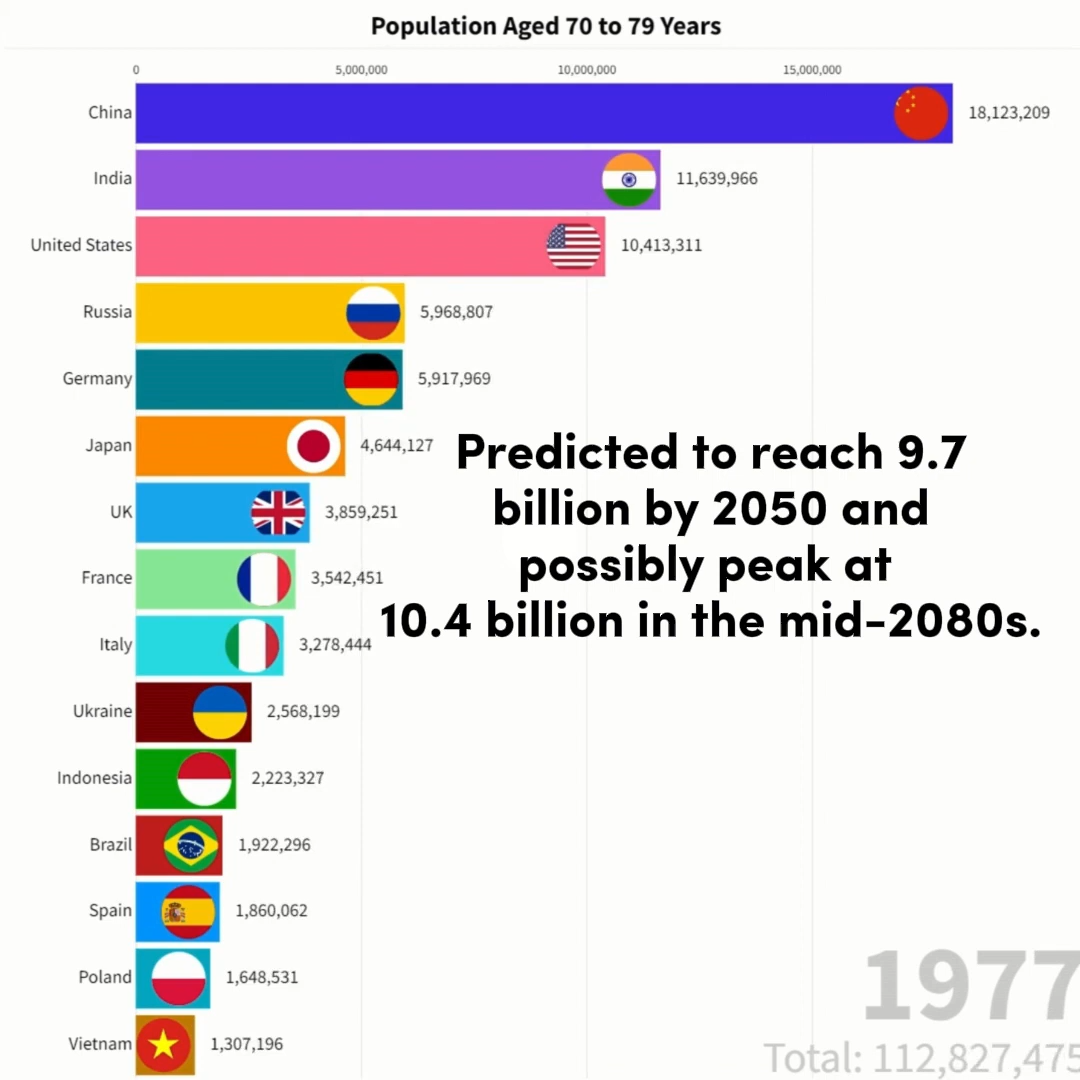 Population Aged 70 to 79 Years
0 5,000,000 10,000,000 15,000,000
China 18,123,209
India 11,639,966
United States 10,413,311
Russia 5,968,807
Germany 5,917,969
Japan 4,644,127
UK 3,859,251
France 3,542,451
Italy 3,278,444
Ukraine 2,568,199
Indonesia 2,223,327
Brazil 1,922,296
Spain 1,860,062
Poland 1,648,531
Vietnam 1,307,196
Predicted to reach 9.7
billion by 2050 and
possibly peak at
10.4 billion in the mid-2080s.
1977
Total: 112,827,475